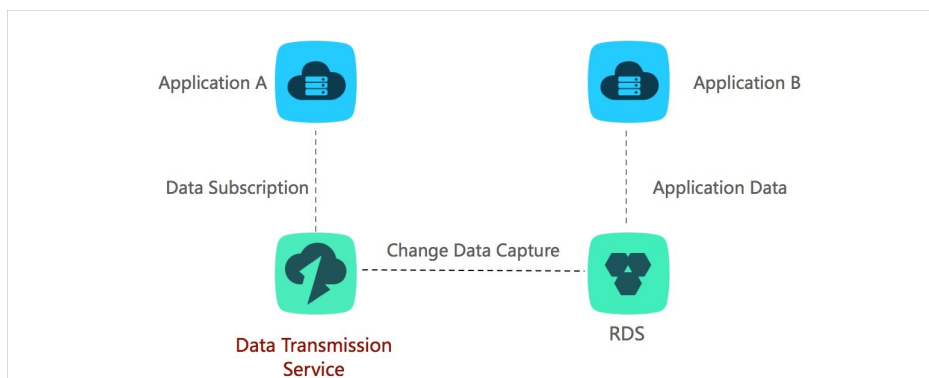 Application A
Application B
Data Subscription
Application Data
Change Data Capture
RDS
Data Transmission
Service